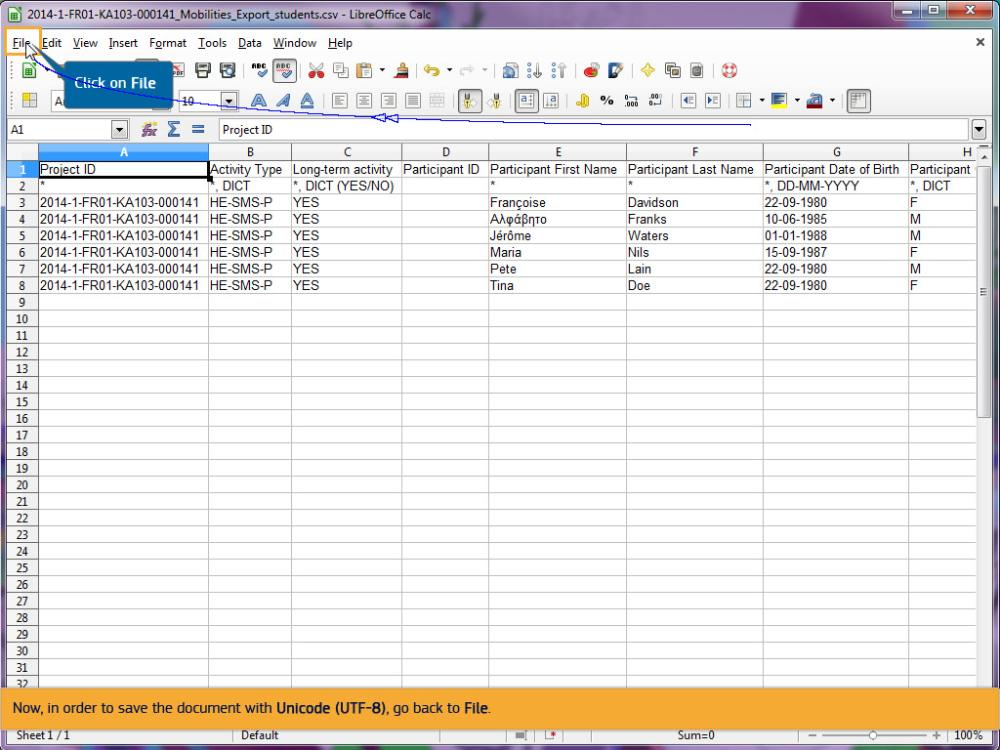 2014-1-FR01-KA103-000141_Mobilities_Export_students.csv - LibreOffice Calc
File Edit View Insert Format Tools Data Window Help
Click on File
10
A1 Project ID
A B C D E F G H
1 Project ID Activity Type Long-term activity Participant ID Participant First Name Participant Last Name Participant Date of Birth Participant
2 * *, DICT *, DICT (YES/NO) * * *, DD-MM-YYYY *, DICT
3 2014-1-FR01-KA103-000141 HE-SMS-P YES Françoise Davidson 22-09-1980 F
4 2014-1-FR01-KA103-000141 HE-SMS-P YES Αλφάβητο Franks 10-06-1985 M
5 2014-1-FR01-KA103-000141 HE-SMS-P YES Jérôme Waters 01-01-1988 M
6 2014-1-FR01-KA103-000141 HE-SMS-P YES Maria Nils 15-09-1987 F
7 2014-1-FR01-KA103-000141 HE-SMS-P YES Pete Lain 22-09-1980 M
8 2014-1-FR01-KA103-000141 HE-SMS-P YES Tina Doe 22-09-1980 F
9
10
11
12
13
14
15
16
17
18
19
20
21
22
23
24
25
26
27
28
29
30
31
32
Now, in order to save the document with Unicode (UTF-8), go back to File.
Sheet 1 / 1 Default Sum=0 100%